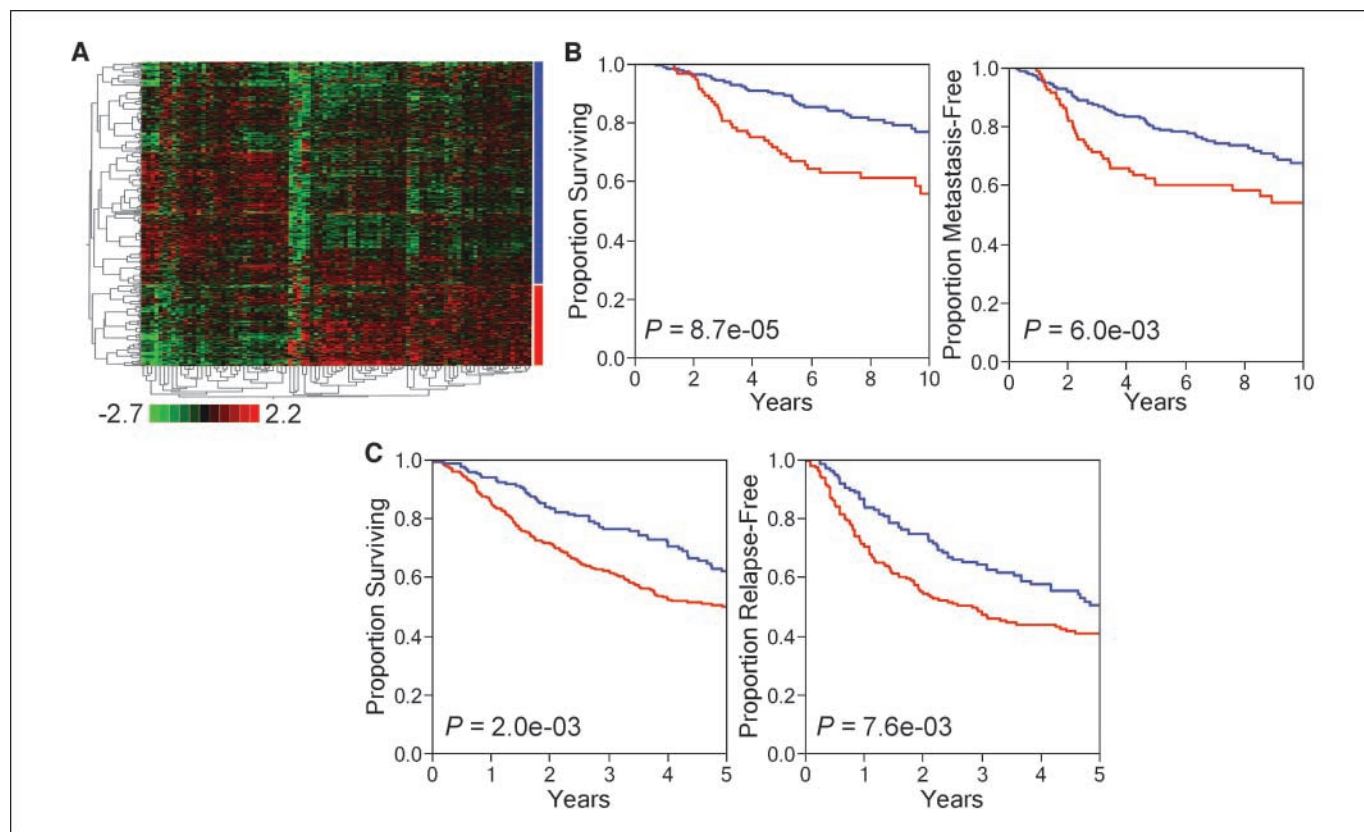 A
-2.7 2.2
B
Proportion Surviving
1.0
0.8
0.6
0.4
0.2
0.0
P = 8.7e-05
0 2 4 6 8 10
Years
Proportion Metastasis-Free
1.0
0.8
0.6
0.4
0.2
0.0
P = 6.0e-03
0 2 4 6 8 10
Years
C
Proportion Surviving
1.0
0.8
0.6
0.4
0.2
0.0
P = 2.0e-03
0 1 2 3 4 5
Years
Proportion Relapse-Free
1.0
0.8
0.6
0.4
0.2
0.0
P = 7.6e-03
0 1 2 3 4 5
Years